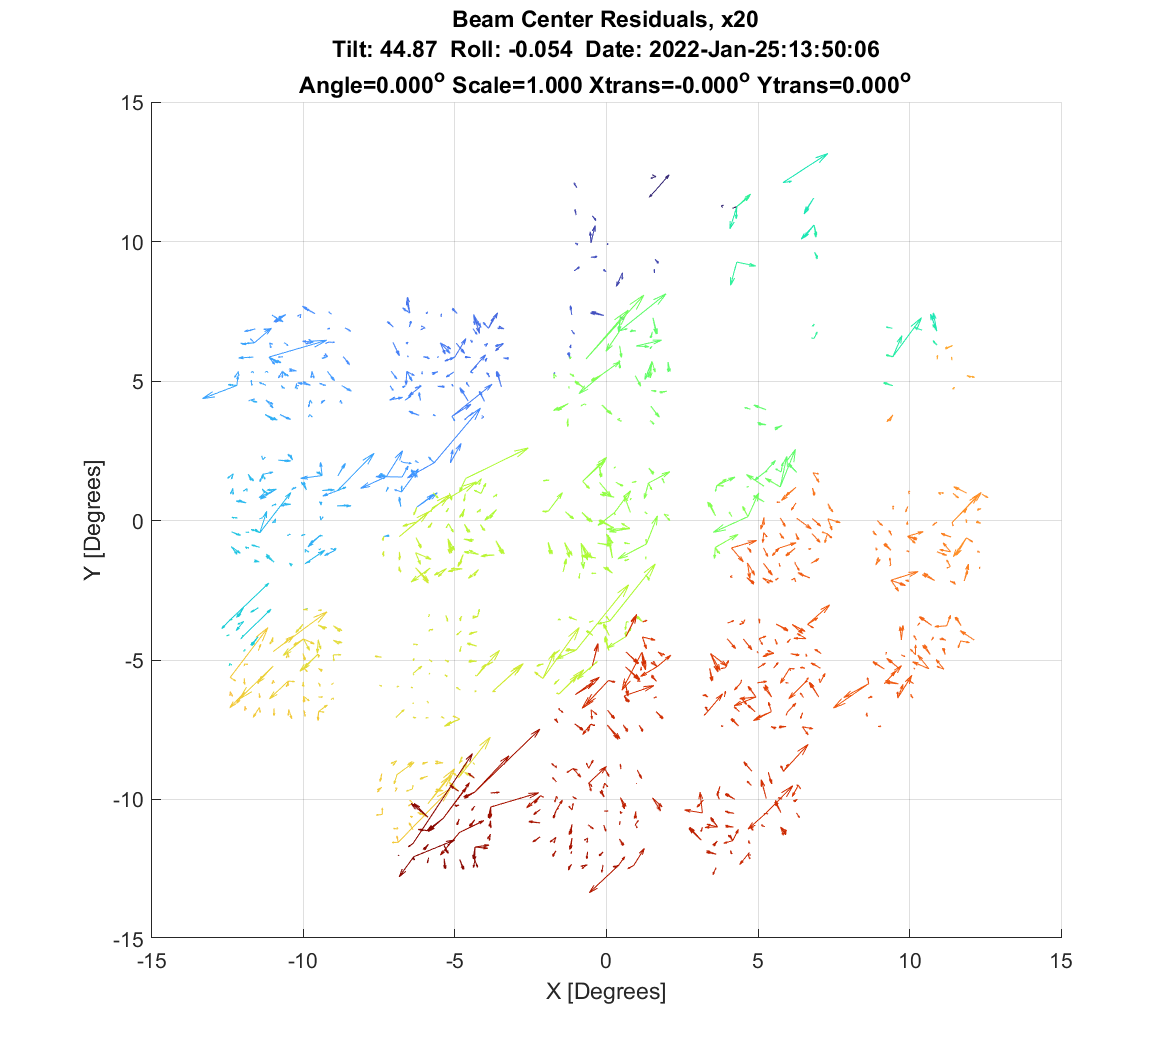 Beam Center Residuals, x20
Tilt: 44.87 Roll: -0.054 Date: 2022-Jan-25:13:50:06
Angle=0.000° Scale=1.000 Xtrans=-0.000° Ytrans=0.000°
15
10
5
0
-5
-10
-15
Y [Degrees]
-15 -10 -5 0 5 10 15
X [Degrees]